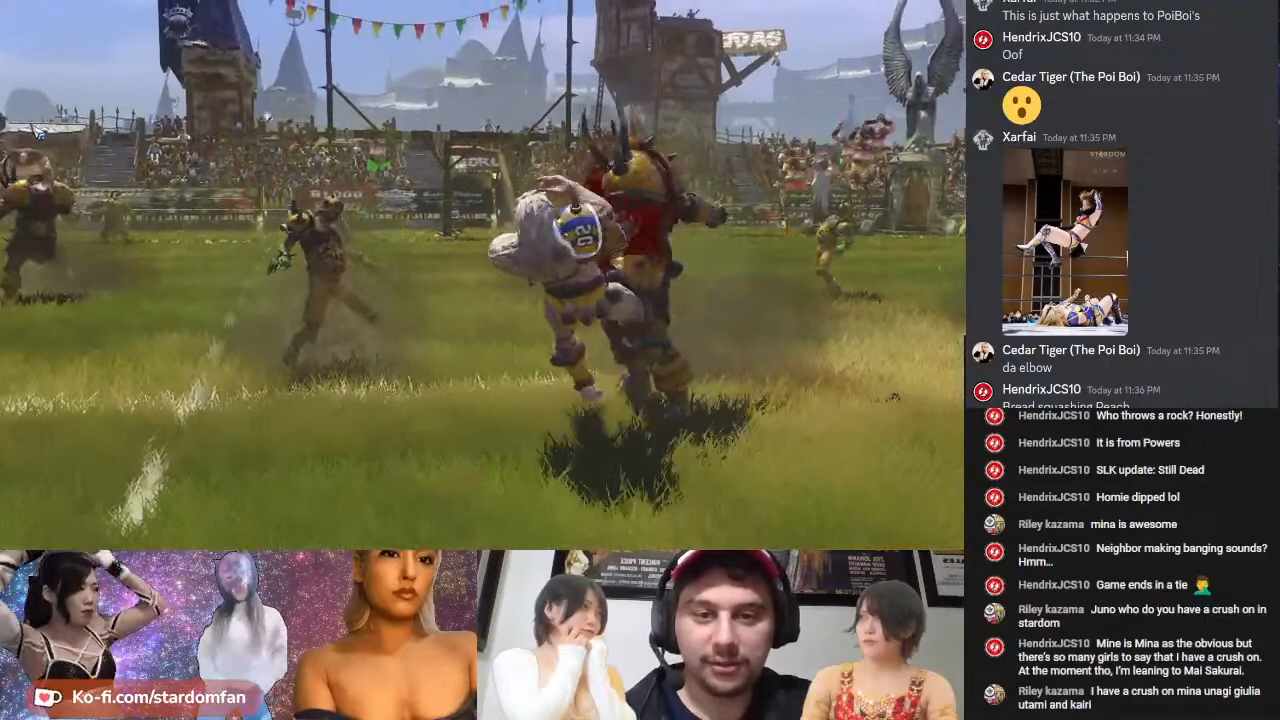 Xarfai
This is just what happens to PoiBoi's
HendrixJCS10 Today at 11:34 PM
Oof
Cedar Tiger (The Poi Boi) Today at 11:35 PM
Xarfai Today at 11:35 PM
STARDOM
Cedar Tiger (The Poi Boi) Today at 11:35 PM
da elbow
HendrixJCS10 Today at 11:36 PM
Bread squashing Peach
HendrixJCS10 Who throws a rock? Honestly!
HendrixJCS10 It is from Powers
HendrixJCS10 SLK update: Still Dead
HendrixJCS10 Homie dipped lol
Riley kazama mina is awesome
HendrixJCS10 Neighbor making banging sounds?
Hmm...
HendrixJCS10 Game ends in a tie
Riley kazama Juno who do you have a crush on in
stardom
HendrixJCS10 Mine is Mina as the obvious but
there's so many girls to say that I have a crush on.
At the moment tho, I'm leaning to Mai Sakurai.
Riley kazama I have a crush on mina unagi giulia
utami and kairi
Ko-fi.com/stardomfan